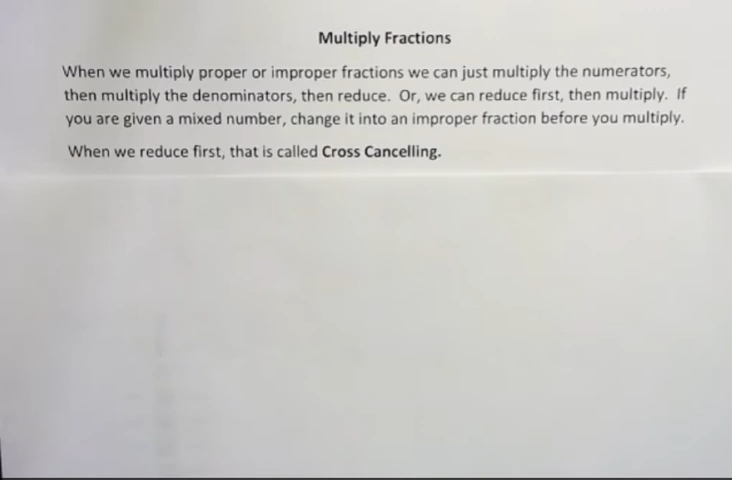 Multiply Fractions
When we multiply proper or improper fractions we can just multiply the numerators,
then multiply the denominators, then reduce. Or, we can reduce first, then multiply. If
you are given a mixed number, change it into an improper fraction before you multiply.
When we reduce first, that is called Cross Cancelling.